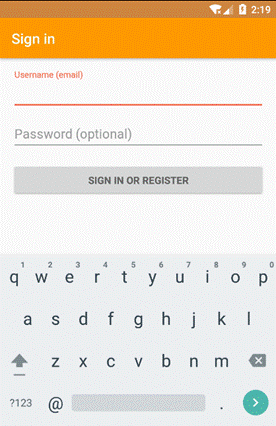 2:19
Sign in
Username (email)
Password (optional)
SIGN IN OR REGISTER
1 2 3 4 5 6 7 8 9 0
q w e r t y u i o p
a s d f g h j k l
z x c v b n m
?123 @ .